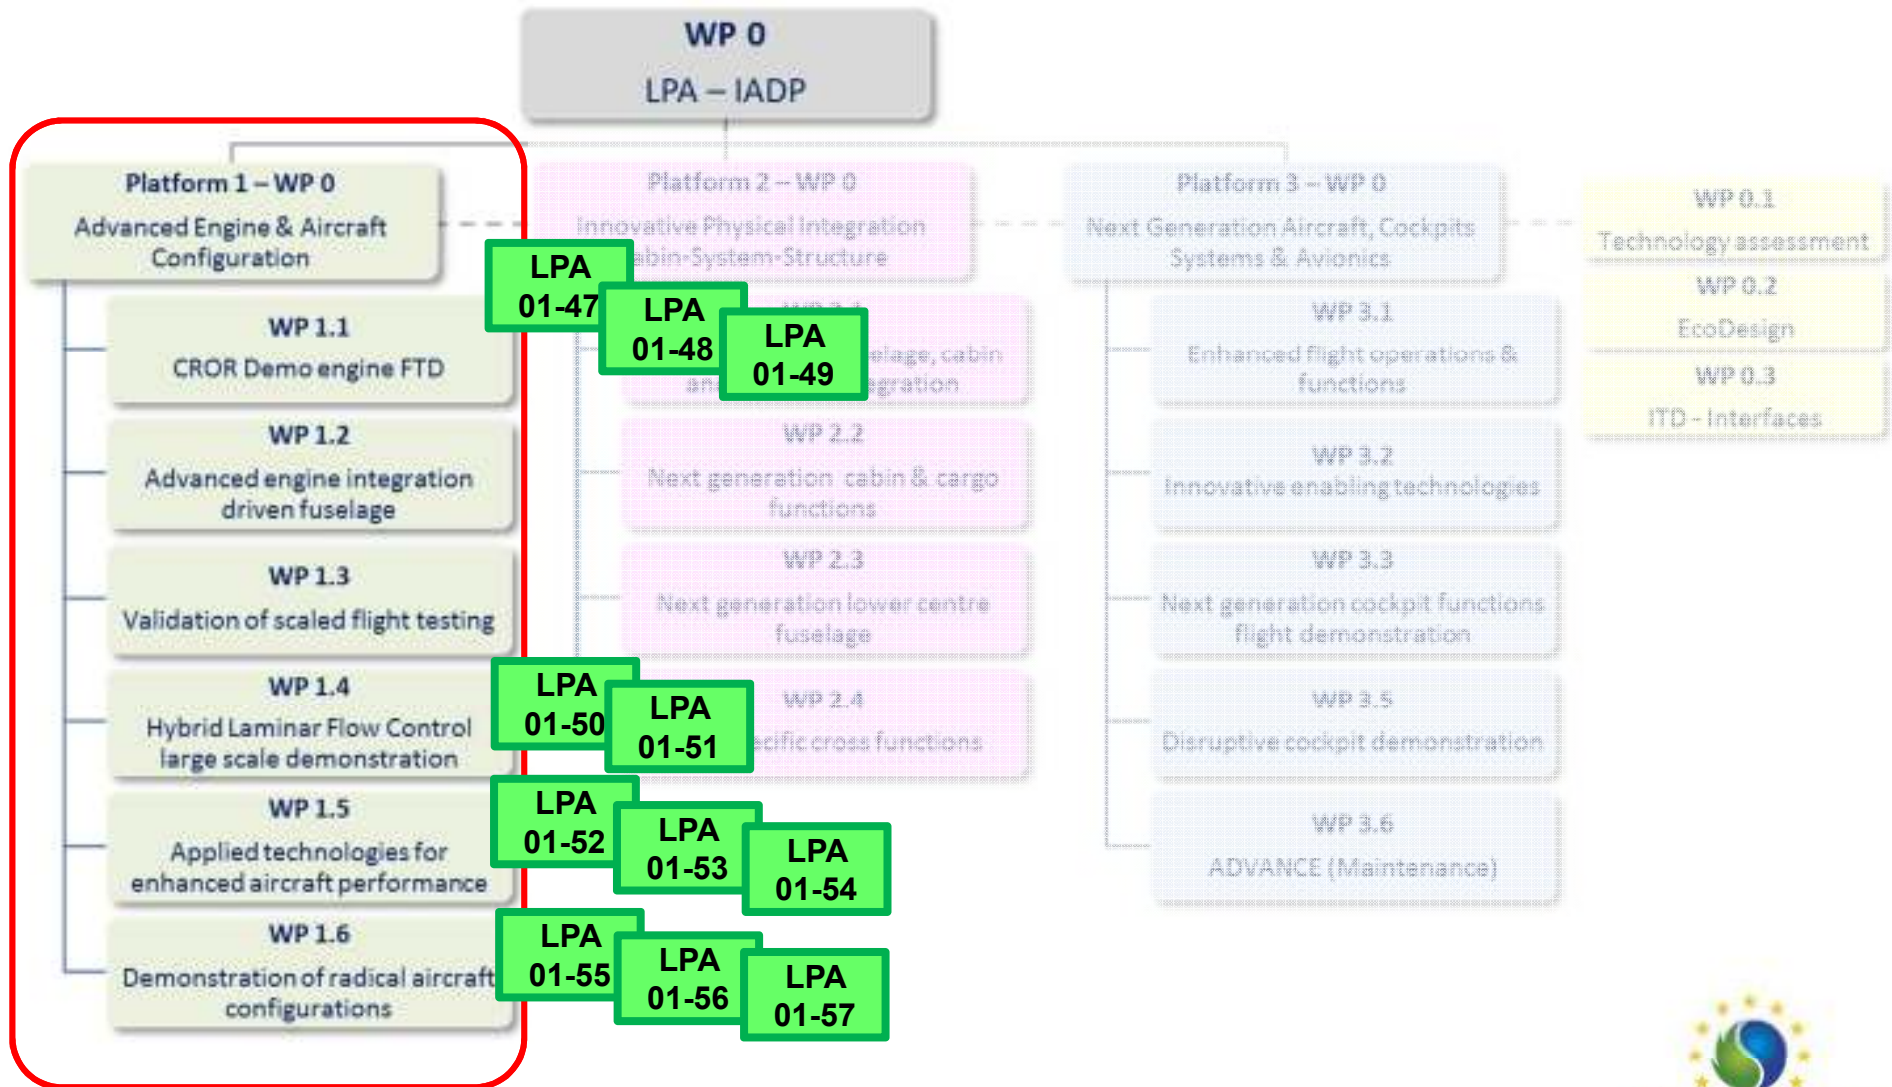 WP 0
LPA – IADP
Platform 1 – WP 0
Advanced Engine & Aircraft
Configuration
WP 1.1
CROR Demo engine FTD
WP 1.2
Advanced engine integration
driven fuselage
WP 1.3
Validation of scaled flight testing
WP 1.4
Hybrid Laminar Flow Control
large scale demonstration
WP 1.5
Applied technologies for
enhanced aircraft performance
WP 1.6
Demonstration of radical aircraft
configurations
LPA
01-47
LPA
01-48
LPA
01-49
LPA
01-50
LPA
01-51
LPA
01-52
LPA
01-53
LPA
01-54
LPA
01-55
LPA
01-56
LPA
01-57
Platform 2 – WP 0
Innovative Physical Integration
Cabin-System-Structure
elage, cabin
gration
WP 2.2
Next generation cabin & cargo
functions
WP 2.3
Next generation lower centre
fuselage
WP 2.4
cific cross functions
Platform 3 – WP 0
Next Generation Aircraft, Cockpits
Systems & Avionics
WP 3.1
Enhanced flight operations &
functions
WP 3.2
Innovative enabling technologies
WP 3.3
Next generation cockpit functions
flight demonstration
WP 3.5
Disruptive cockpit demonstration
WP 3.6
ADVANCE (Maintenance)
WP 0.1
Technology assessment
WP 0.2
EcoDesign
WP 0.3
ITD - Interfaces